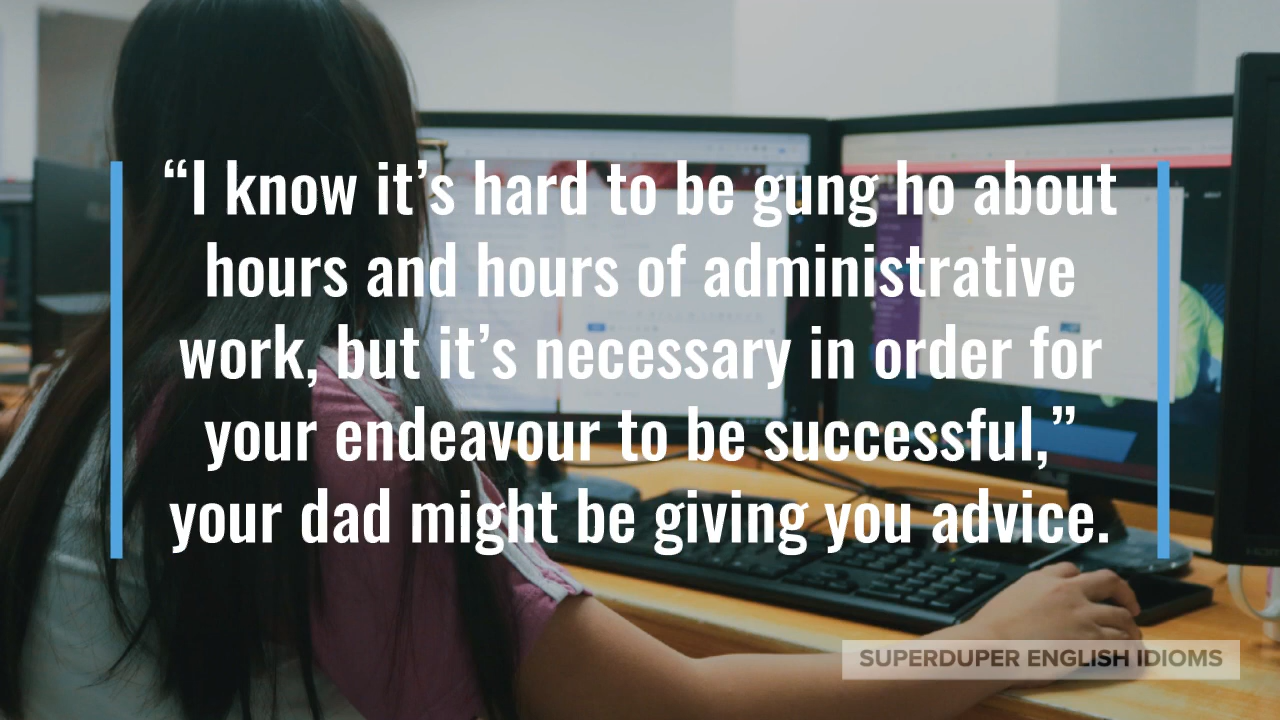 “I know it’s hard to be gung ho about
hours and hours of administrative
work, but it’s necessary in order for
your endeavour to be successful,”
your dad might be giving you advice.
SUPERDUPER ENGLISH IDIOMS